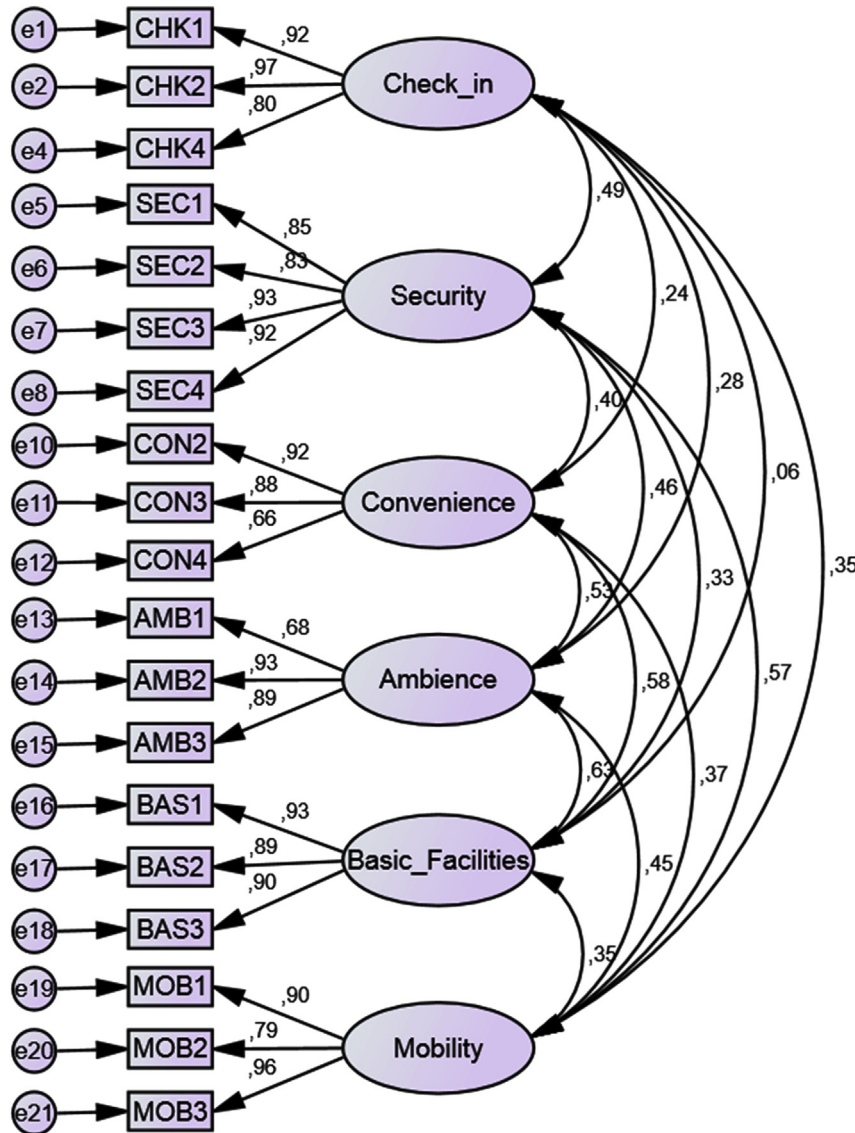 e1 CHK1 ,92
e2 CHK2 ,97
Check_in
e4 CHK4 ,80
e5 SEC1 ,85
e6 SEC2 ,83
Security
e7 SEC3 ,93
e8 SEC4 ,92
e10 CON2 ,92
e11 CON3 ,88
Convenience
e12 CON4 ,66
e13 AMB1 ,68
e14 AMB2 ,93
Ambience
e15 AMB3 ,89
e16 BAS1 ,93
e17 BAS2 ,89
Basic_Facilities
e18 BAS3 ,90
e19 MOB1 ,90
e20 MOB2 ,79
Mobility
e21 MOB3 ,96
,49
,24
,28
,40
,06
,46
,35
,33
,53
,57
,58
,63
,37
,45
,35